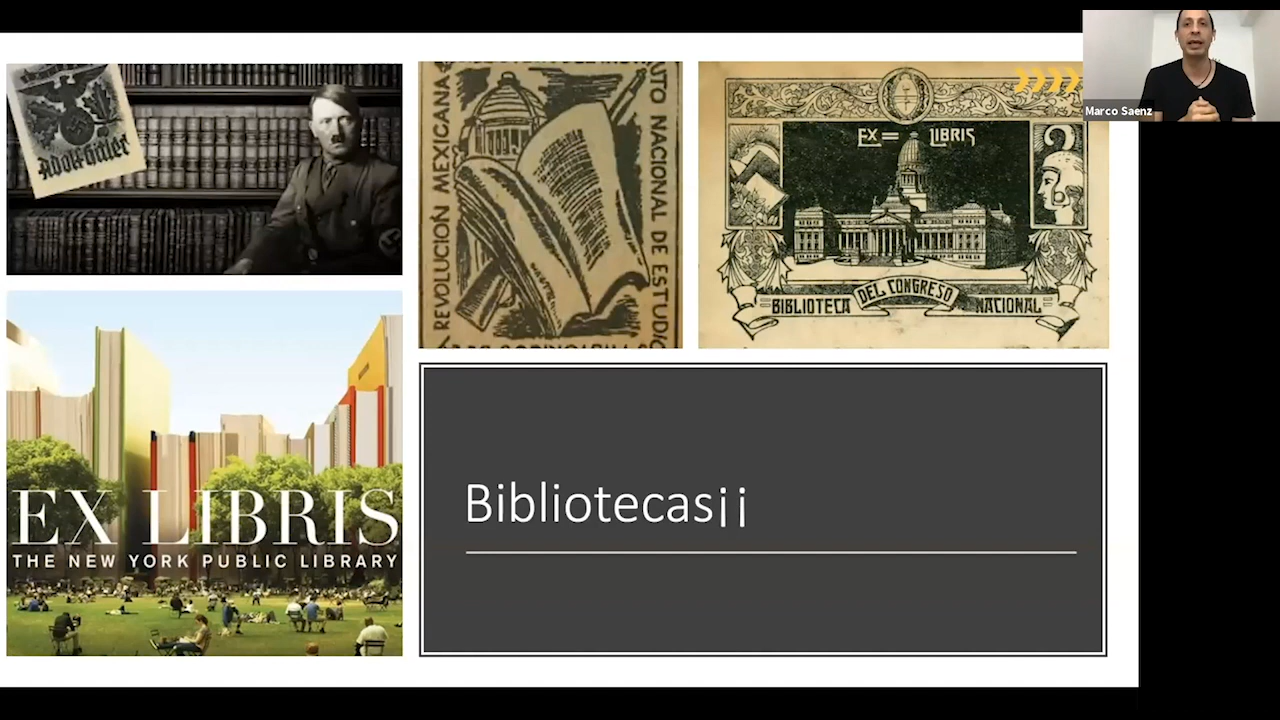 Marco Saenz
Adolf Hitler
REVOLUCIÓN MEXICANA
UTO NACIONAL DE ESTUDIO
EX= LIBRIS
BIBLIOTECA DEL CONGRESO NACIONAL
EX LIBRIS
THE NEW YORK PUBLIC LIBRARY
Bibliotecas¡¡